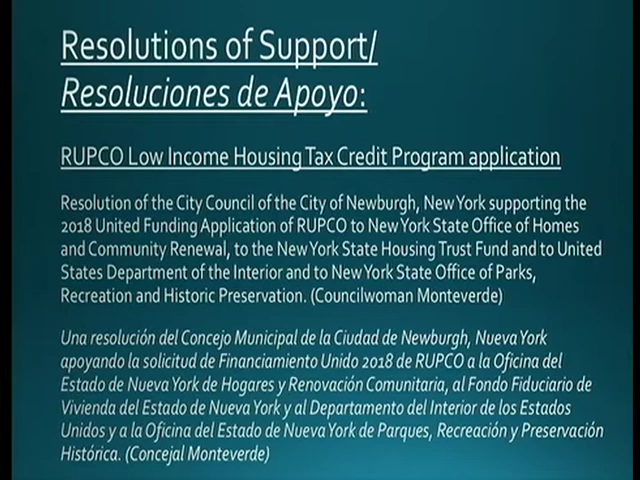 Resolutions of Support/
Resoluciones de Apoyo:
RUPCO Low Income Housing Tax Credit Program application
Resolution of the City Council of the City of Newburgh, New York supporting the
2018 United Funding Application of RUPCO to New York State Office of Homes
and Community Renewal, to the New York State Housing Trust Fund and to United
States Department of the Interior and to New York State Office of Parks,
Recreation and Historic Preservation. (Councilwoman Monteverde)
Una resolución del Concejo Municipal de la Ciudad de Newburgh, Nueva York
apoyando la solicitud de Financiamiento Unido 2018 de RUPCO a la Oficina del
Estado de Nueva York de Hogares y Renovación Comunitaria, al Fondo Fiduciario de
Vivienda del Estado de Nueva York y al Departamento del Interior de los Estados
Unidos y a la Oficina del Estado de Nueva York de Parques, Recreación y Preservación
Histórica. (Concejal Monteverde)